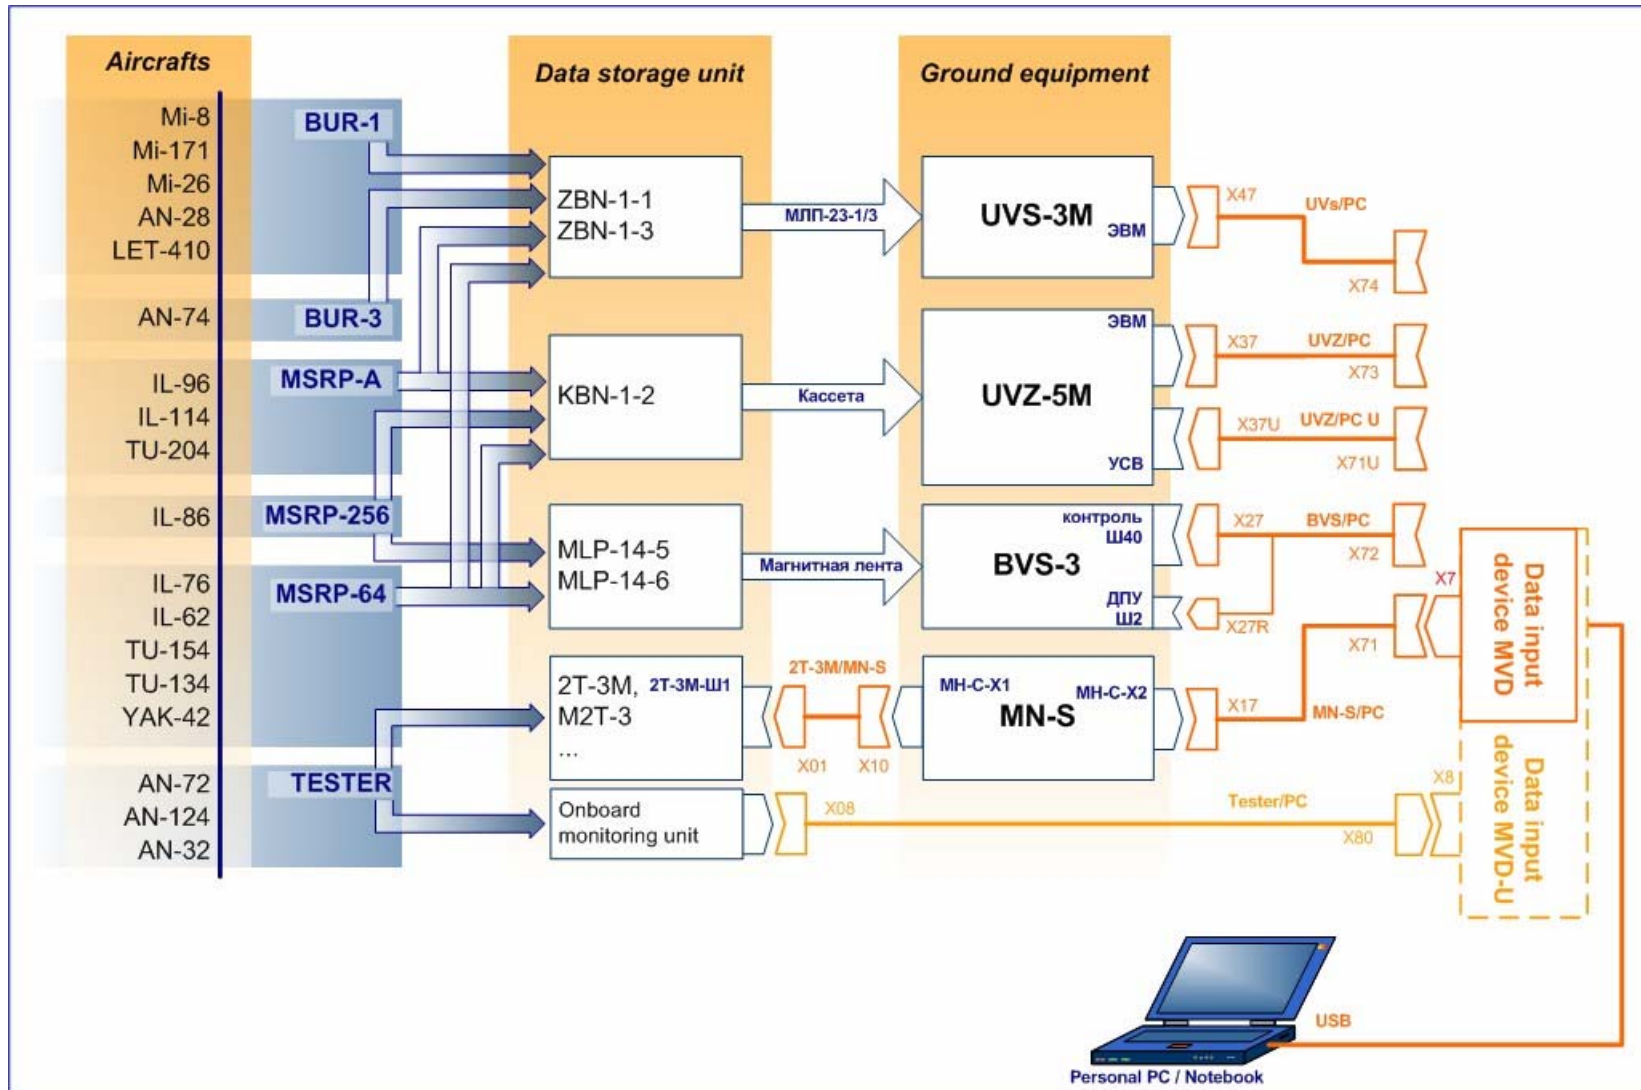 Aircrafts
Mi-8
Mi-171
Mi-26
AN-28
LET-410
AN-74
IL-96
IL-114
TU-204
IL-86
IL-76
IL-62
TU-154
TU-134
YAK-42
AN-72
AN-124
AN-32
BUR-1
BUR-3
MSRP-A
MSRP-256
MSRP-64
TESTER
Data storage unit
ZBN-1-1
ZBN-1-3
KBN-1-2
MLP-14-5
MLP-14-6
2T-3M, 2Т-3М-Ш1
M2T-3
...
Onboard
monitoring unit
МЛП-23-1/3
Кассета
Магнитная лента
2T-3M/MN-S
X01
X10
Ground equipment
UVS-3M
ЭВМ
ЭВМ
UVZ-5M
УСВ
контроль
Ш40
BVS-3
ДПУ
Ш2
МН-С-Х1
МН-С-Х2
MN-S
X47
UVs/PC
X74
X37
UVZ/PC
X73
X37U
UVZ/PC U
X71U
X27
BVS/PC
X72
X27R
X71
X17
MN-S/PC
X08
Tester/PC
X80
X7
X8
Data input
device MVD
Data input
device MVD-U
USB
Personal PC / Notebook